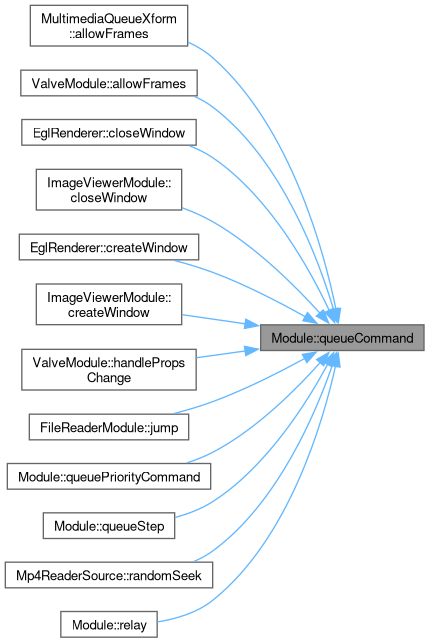 MultimediaQueueXform
::allowFrames
ValveModule::allowFrames
EglRenderer::closeWindow
ImageViewerModule::
closeWindow
EglRenderer::createWindow
ImageViewerModule::
createWindow
Module::queueCommand
ValveModule::handleProps
Change
FileReaderModule::jump
Module::queuePriorityCommand
Module::queueStep
Mp4ReaderSource::randomSeek
Module::relay